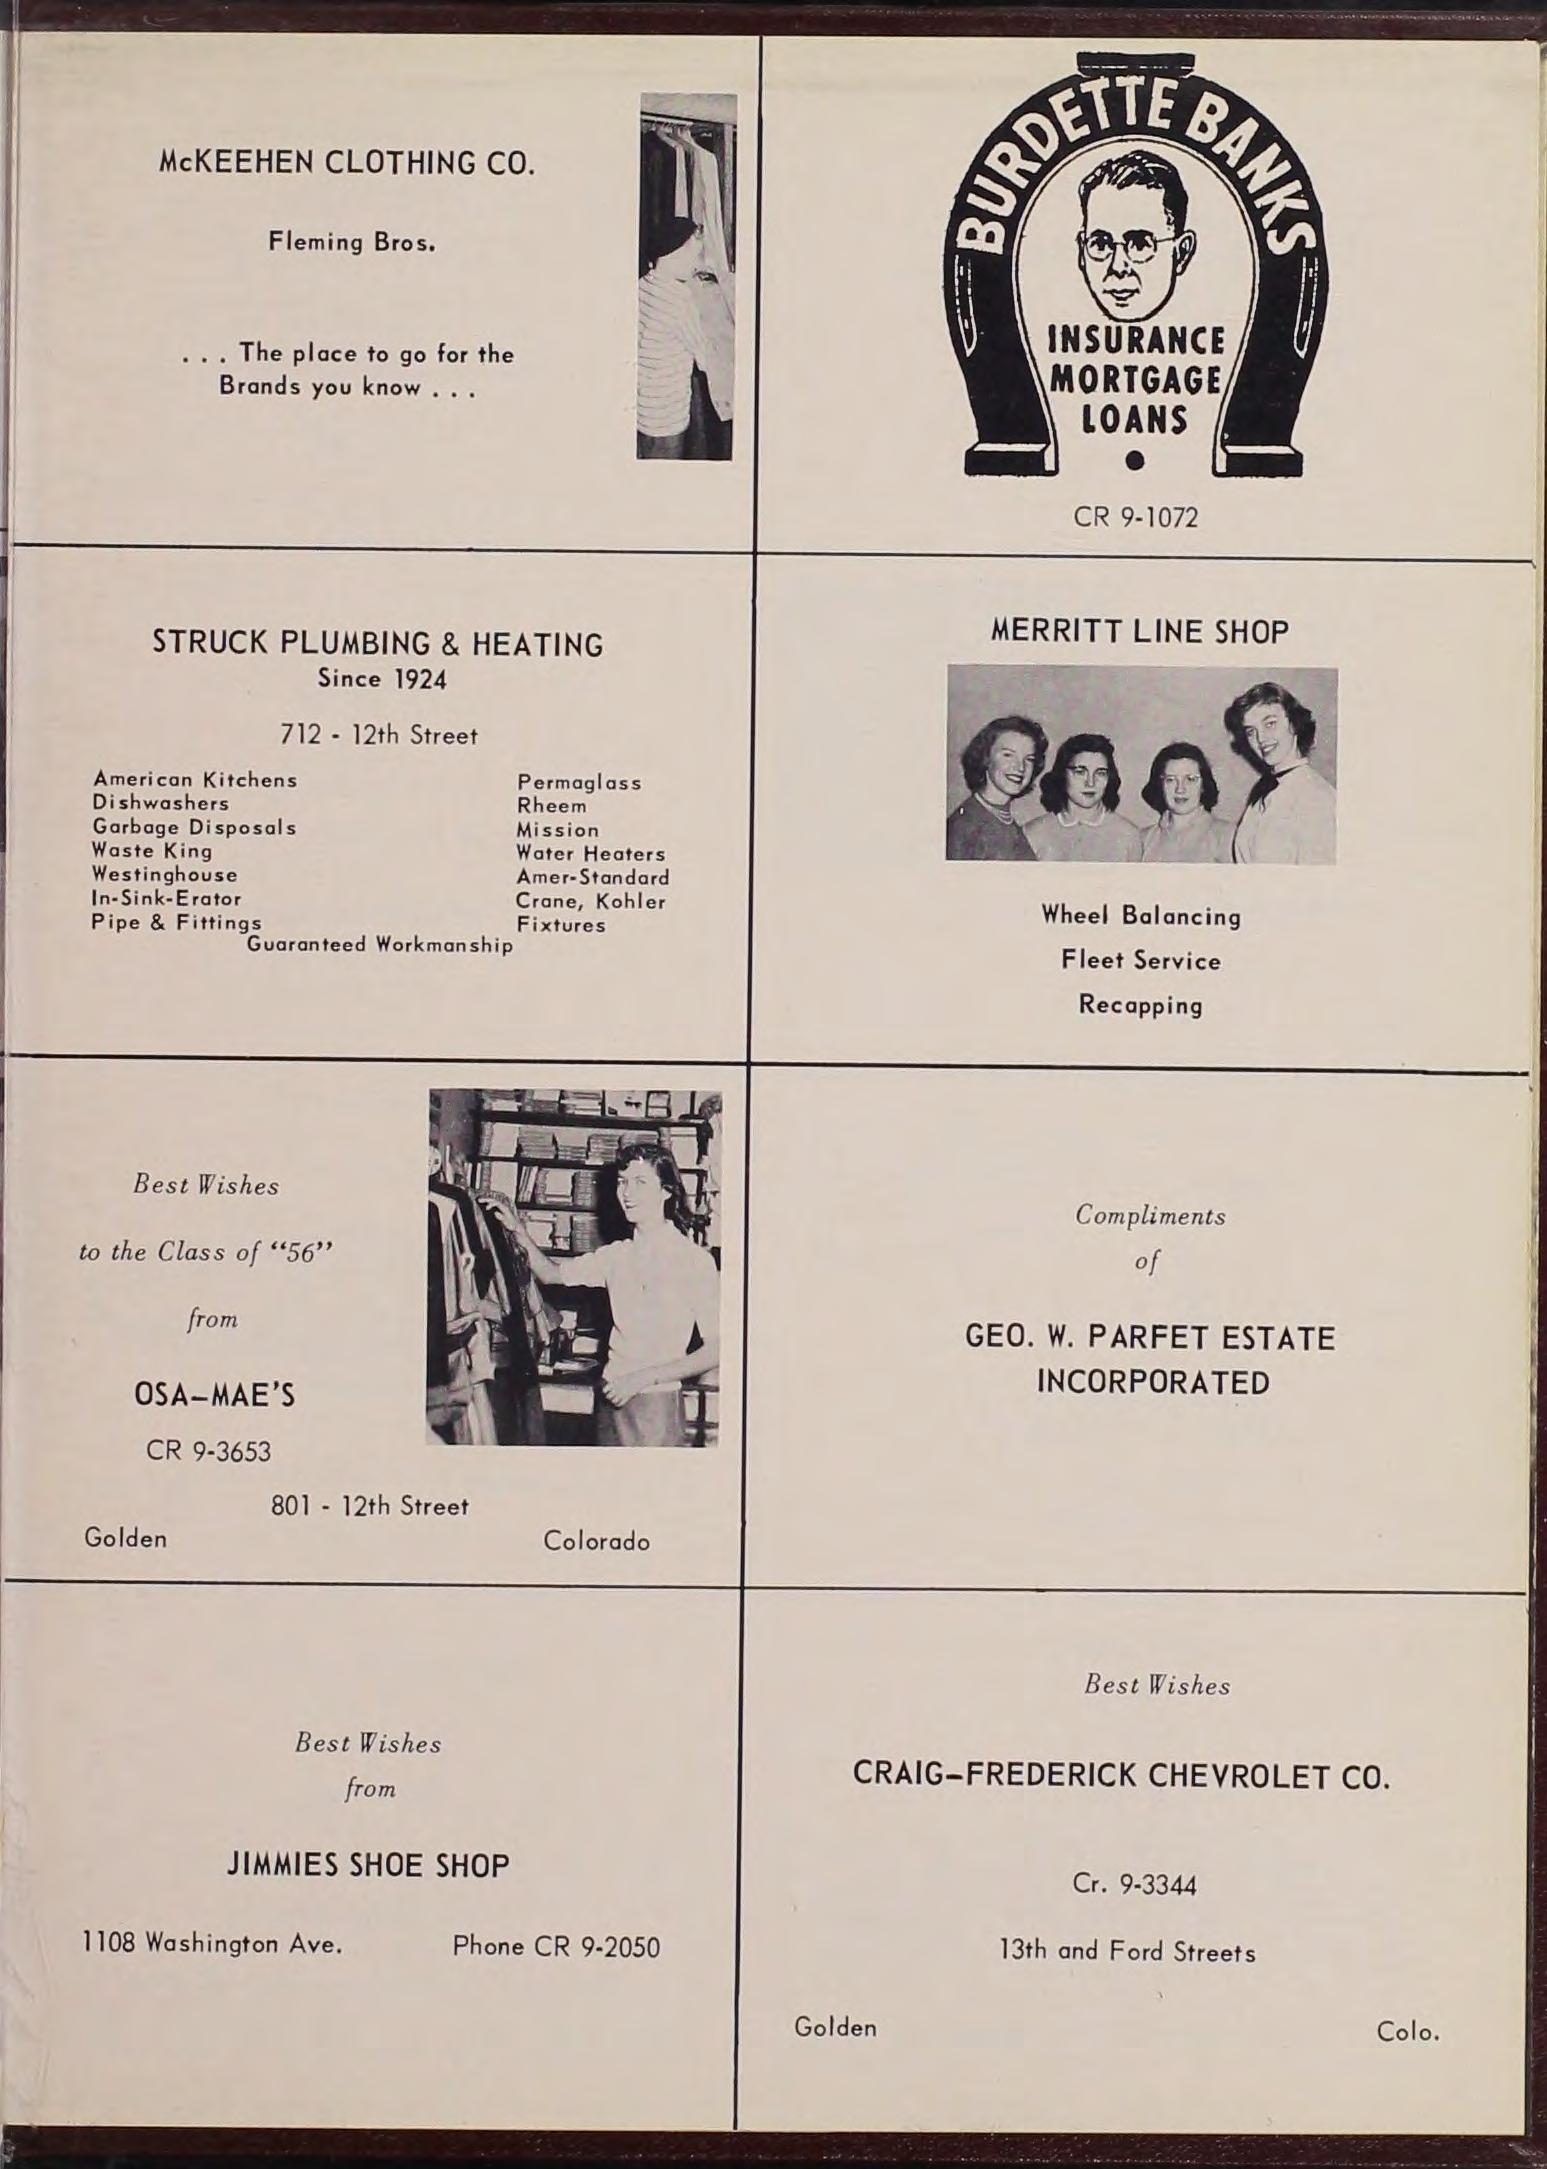 McKEEHEN CLOTHING CO.
Fleming Bros.
. . . The place to go for the
Brands you know . . .
BURDETTE BANKS
INSURANCE
MORTGAGE
LOANS
CR 9-1072
STRUCK PLUMBING & HEATING
Since 1924
712 - 12th Street
American Kitchens
Dishwashers
Garbage Disposals
Waste King
Westinghouse
In-Sink-Erator
Pipe & Fittings
Permaglass
Rheem
Mission
Water Heaters
Amer-Standard
Crane, Kohler
Fixtures
Guaranteed Workmanship
MERRITT LINE SHOP
Wheel Balancing
Fleet Service
Recapping
Best Wishes
to the Class of “56”
from
OSA–MAE'S
CR 9-3653
801 - 12th Street
Golden Colorado
Compliments
of
GEO. W. PARFET ESTATE
INCORPORATED
Best Wishes
from
JIMMIES SHOE SHOP
1108 Washington Ave. Phone CR 9-2050
Best Wishes
CRAIG–FREDERICK CHEVROLET CO.
Cr. 9-3344
13th and Ford Streets
Golden Colo.